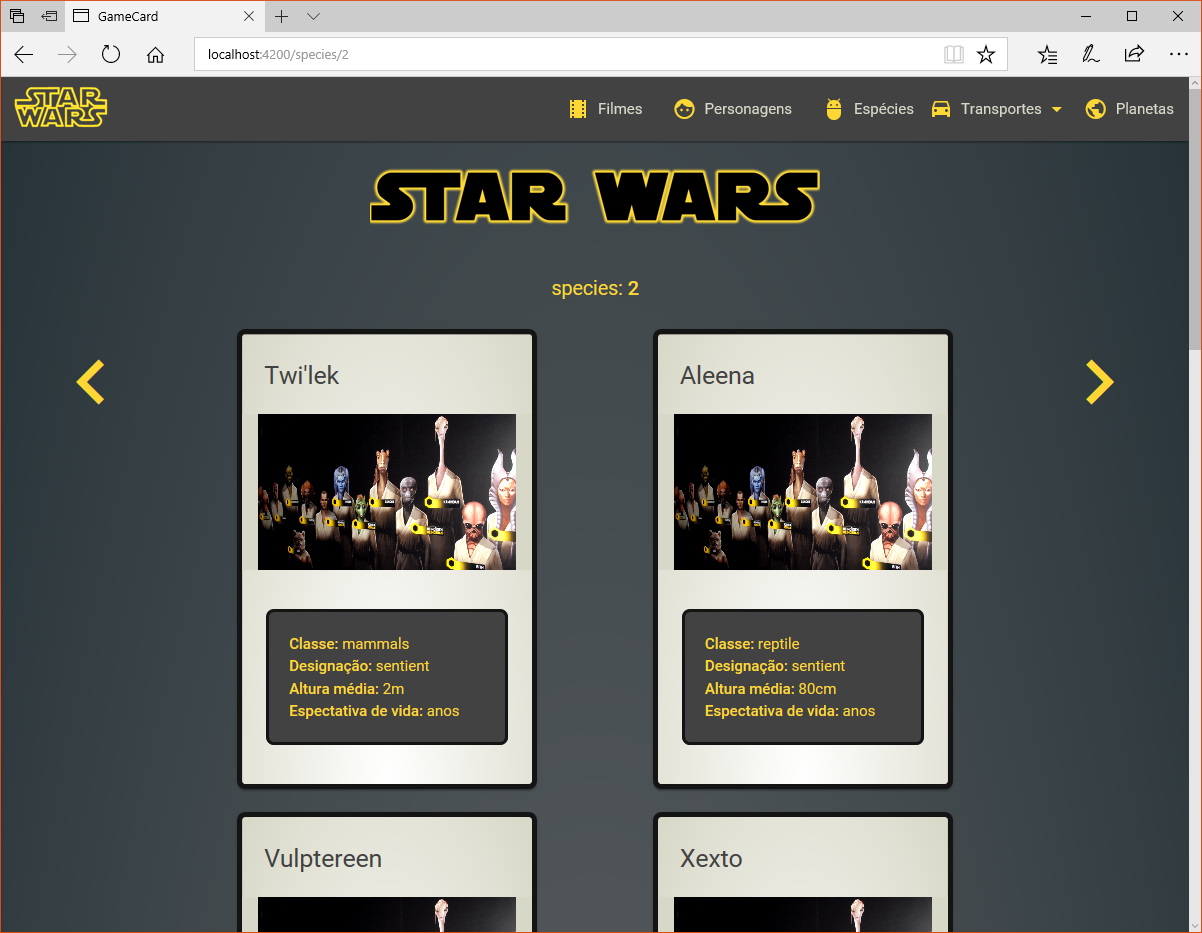 GameCard
localhost:4200/species/2
STAR WARS
Filmes
Personagens
Espécies
Transportes
Planetas
STAR WARS
species: 2
Twi'lek
Aleena
Classe: mammals
Designação: sentient
Altura média: 2m
Espectativa de vida: anos
Classe: reptile
Designação: sentient
Altura média: 80cm
Espectativa de vida: anos
Vulptereen
Xexto